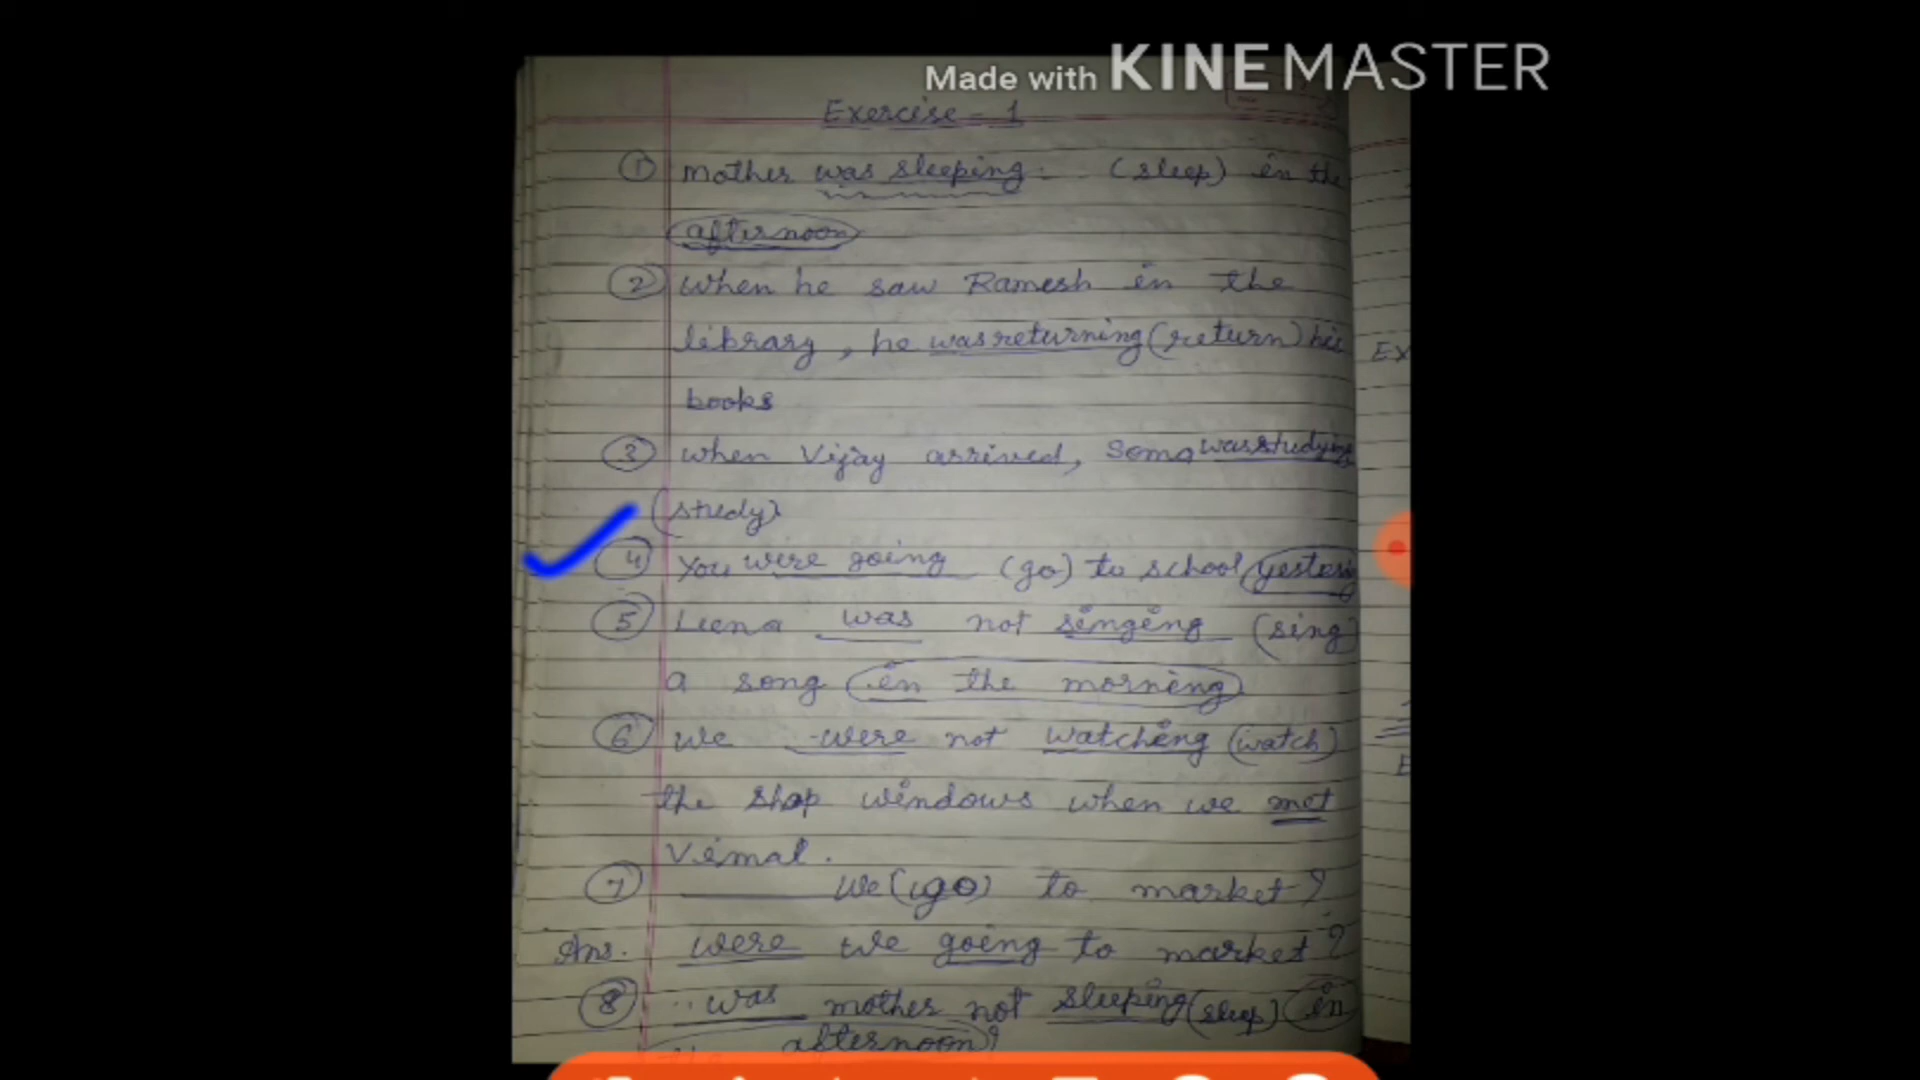 Made with KINEMASTER
Exercise - 1
① mother was sleeping. (sleep) in the
afternoon
② when he saw Ramesh in the
library, he was returning (return) his
books
③ when Vijay arrived, Soma was studying
(study)
④ You were going (go) to school
⑤ Leena was not singing (sing)
a song in the morning
⑥ we were not watching (watch)
the shop windows when we met
Vimal.
⑦ ______ we (go) to market?
Ans. were we going to market?
⑧ was mother not sleeping (sleep) in
afternoon?
EX